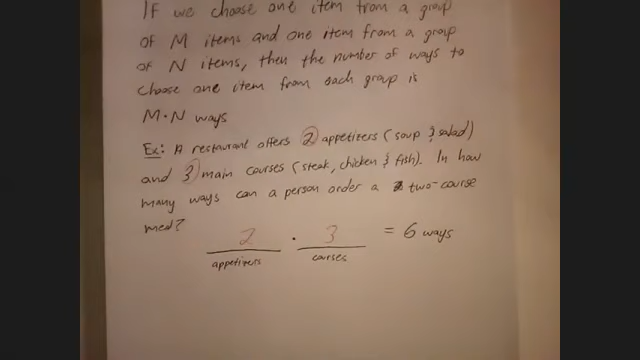 If we choose one item from a group
of M items and one item from a group
of N items, then the number of ways to
choose one item from each group is
M·N ways
Ex: A restaurant offers 2 appetizers (soup & salad)
and 3 main courses (steak, chicken & fish). In how
many ways can a person order a two-course
meal?
2 · 3 = 6 ways
appetizers courses